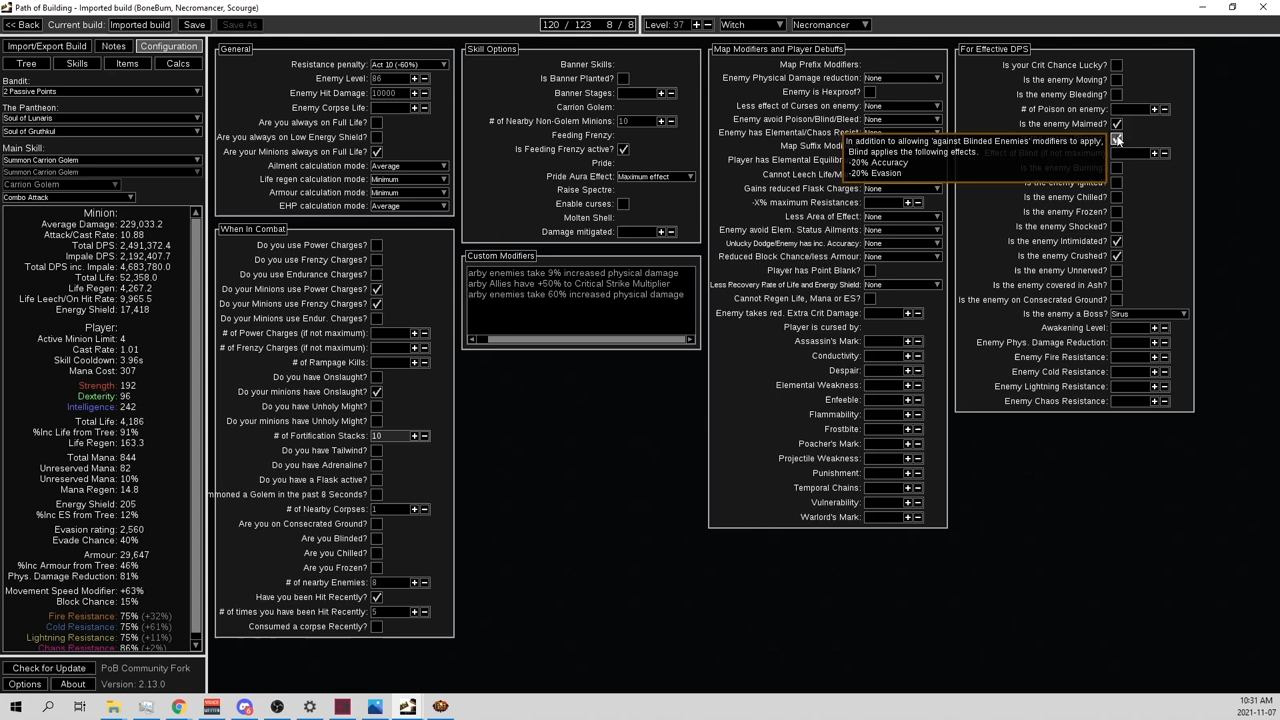 Path of Building - Imported build (BoneBum, Necromancer, Scourge)
<< Back
Current build:
Imported build
Save
Save As
120 / 123
8 / 8
Level: 97
Witch
Necromancer
Import/Export Build
Notes
Configuration
Tree
Skills
Items
Calcs
Bandit:
2 Passive Points
The Pantheon:
Soul of Lunaris
Soul of Gruthkul
Main Skill:
Summon Carrion Golem
Summon Carrion Golem
Carrion Golem
Combo Attack
Minion:
Average Damage: 229,033.2
Attack/Cast Rate: 10.88
Total DPS: 2,491,372.4
Impale DPS: 2,192,407.7
Total DPS inc. Impale: 4,683,780.0
Total Life: 52,358.0
Life Regen: 4,267.2
Life Leech/On Hit Rate: 9,965.5
Energy Shield: 17,418
Player:
Active Minion Limit: 4
Cast Rate: 1.01
Skill Cooldown: 3.96s
Mana Cost: 307
Strength: 192
Dexterity: 96
Intelligence: 242
Total Life: 4,186
%Inc Life from Tree: 91%
Life Regen: 163.3
Total Mana: 844
Unreserved Mana: 82
Unreserved Mana: 10%
Mana Regen: 14.8
Energy Shield: 205
%Inc ES from Tree: 12%
Evasion rating: 2,560
Evade Chance: 40%
Armour: 29,647
%Inc Armour from Tree: 46%
Phys. Damage Reduction: 81%
Movement Speed Modifier: +63%
Block Chance: 15%
Fire Resistance: 75% (+32%)
Cold Resistance: 75% (+61%)
Lightning Resistance: 75% (+11%)
Chaos Resistance: 86% (+2%)
Check for Update
PoB Community Fork
Options
About
Version: 2.13.0
General
Resistance penalty: Act 10 (-60%)
Enemy Level: 86
Enemy Hit Damage: 10000
Enemy Corpse Life:
Are you always on Full Life?
Are you always on Low Energy Shield?
Are your Minions always on Full Life?
Ailment calculation mode: Average
Life regen calculation mode: Minimum
Armour calculation mode: Minimum
EHP calculation mode: Average
When In Combat
Do you use Power Charges?
Do you use Frenzy Charges?
Do you use Endurance Charges?
Do your Minions use Power Charges?
Do your Minions use Frenzy Charges?
Do your Minions use Endur. Charges?
# of Power Charges (if not maximum):
# of Frenzy Charges (if not maximum):
# of Rampage Kills:
Do you have Onslaught?
Do your minions have Onslaught?
Do you have Unholy Might?
Do your minions have Unholy Might?
# of Fortification Stacks: 10
Do you have Tailwind?
Do you have Adrenaline?
Do you have a Flask active?
mmoned a Golem in the past 8 Seconds?
# of Nearby Corpses: 1
Are you on Consecrated Ground?
Are you Blinded?
Are you Chilled?
Are you Frozen?
# of nearby Enemies: 8
Have you been Hit Recently?
# of times you have been Hit Recently: 5
Consumed a corpse Recently?
Skill Options
Banner Skills:
Is Banner Planted?
Banner Stages:
Carrion Golem:
# of Nearby Non-Golem Minions: 10
Feeding Frenzy:
Is Feeding Frenzy active?
Pride:
Pride Aura Effect: Maximum effect
Raise Spectre:
Enable curses:
Molten Shell:
Damage mitigated:
Custom Modifiers
arby enemies take 9% increased physical damage
arby Allies have +50% to Critical Strike Multiplier
arby enemies take 60% increased physical damage
Map Modifiers and Player Debuffs
Map Prefix Modifiers:
Enemy Physical Damage reduction: None
Enemy is Hexproof?
Less effect of Curses on enemy: None
Enemy avoid Poison/Blind/Bleed: None
Enemy has Elemental/Chaos Resist: None
Map Suffix Modif
Player has Elemental Equilib
Cannot Leech Life/M
Gains reduced Flask Charges: None
-X% maximum Resistances:
Less Area of Effect: None
Enemy avoid Elem. Status Ailments: None
Unlucky Dodge/Enemy has inc. Accuracy: None
Reduced Block Chance/less Armour: None
Player has Point Blank?
Less Recovery Rate of Life and Energy Shield: None
Cannot Regen Life, Mana or ES?
Enemy takes red. Extra Crit Damage:
Player is cursed by:
Assassin's Mark:
Conductivity:
Despair:
Elemental Weakness:
Enfeeble:
Flammability:
Frostbite:
Poacher's Mark:
Projectile Weakness:
Punishment:
Temporal Chains:
Vulnerability:
Warlord's Mark:
In addition to allowing 'against Blinded Enemies' modifiers to apply,
Blind applies the following effects.
-20% Accuracy
-20% Evasion
For Effective DPS
Is your Crit Chance Lucky?
Is the enemy Moving?
Is the enemy Bleeding?
# of Poison on enemy:
Is the enemy Maimed?
Effect of Blind (if not maximum)
Is the enemy Burning?
Is the enemy Ignited?
Is the enemy Chilled?
Is the enemy Frozen?
Is the enemy Shocked?
Is the enemy Intimidated?
Is the enemy Crushed?
Is the enemy Unnerved?
Is the enemy covered in Ash?
Is the enemy on Consecrated Ground?
Is the enemy a Boss? Sirus
Awakening Level:
Enemy Phys. Damage Reduction:
Enemy Fire Resistance:
Enemy Cold Resistance:
Enemy Lightning Resistance:
Enemy Chaos Resistance:
10:31 AM
2021-11-07